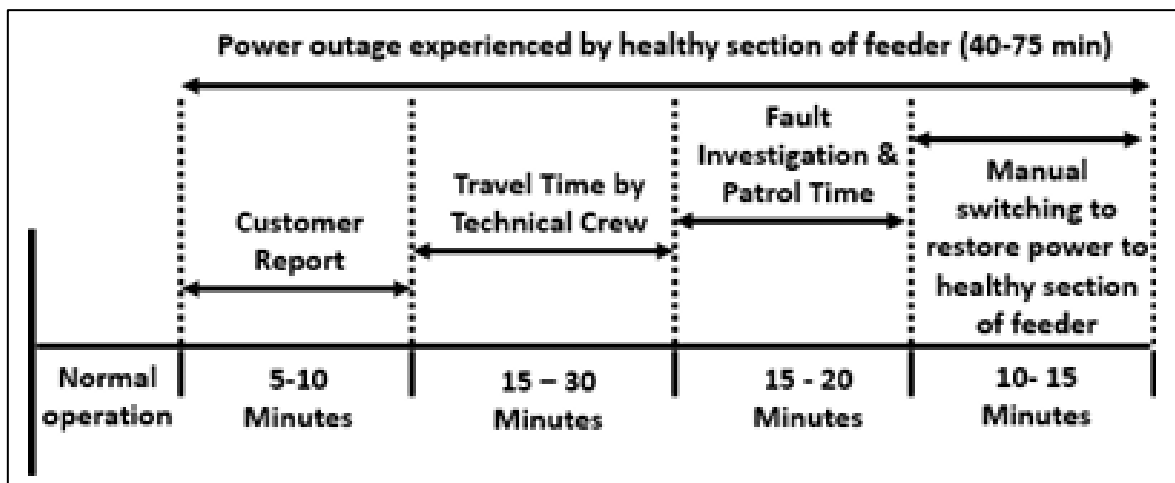 Power outage experienced by healthy section of feeder (40-75 min)
Customer
Report
Travel Time by
Technical Crew
Fault
Investigation &
Patrol Time
Manual
switching to
restore power to
healthy section
of feeder
Normal
operation
5-10
Minutes
15 – 30
Minutes
15 - 20
Minutes
10- 15
Minutes